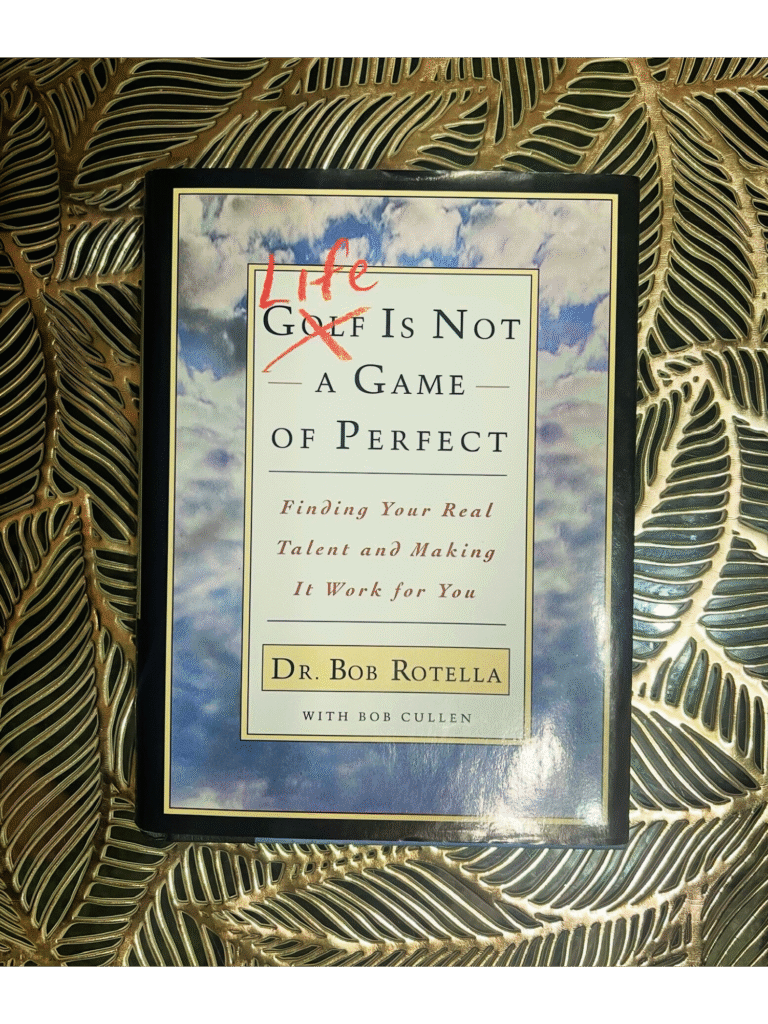 Life
Golf Is Not
a Game
of Perfect
Finding Your Real
Talent and Making
It Work for You
Dr. Bob Rotella
with Bob Cullen